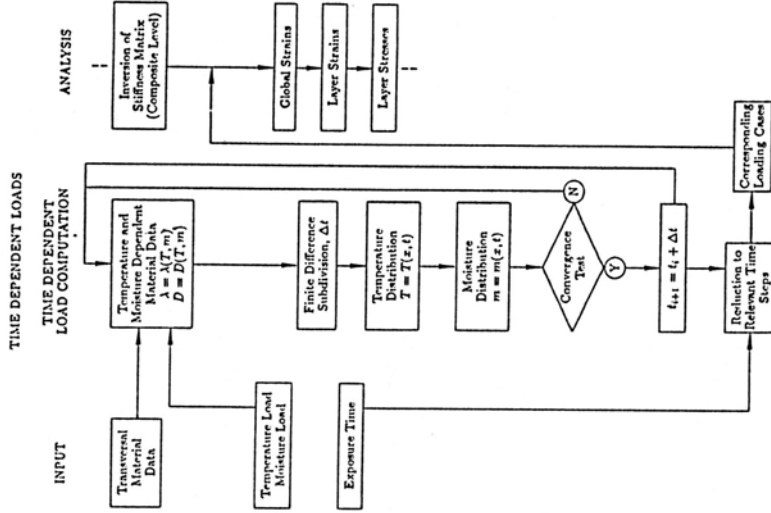 TIME DEPENDENT LOADS
INPUT
TIME DEPENDENT
LOAD COMPUTATION
ANALYSIS
Transversal
Material
Data
Temperature Load
Moisture Load
Exposure Time
Temperature and
Moisture Dependent
Material Data
λ = λ(T, m)
D = D(T, m)
Finite Difference
Subdivision, Δt
Temperature
Distribution
T = T(z, t)
Moisture
Distribution
m = m(z, t)
Convergence
Test
N
Y
tᵢ₊₁ = tᵢ + Δt
Reduction to
Relevant Time
Steps
Corresponding
Loading Cases
Inversion of
Stiffness Matrix
(Composite Level)
Global Strains
Layer Strains
Layer Stresses